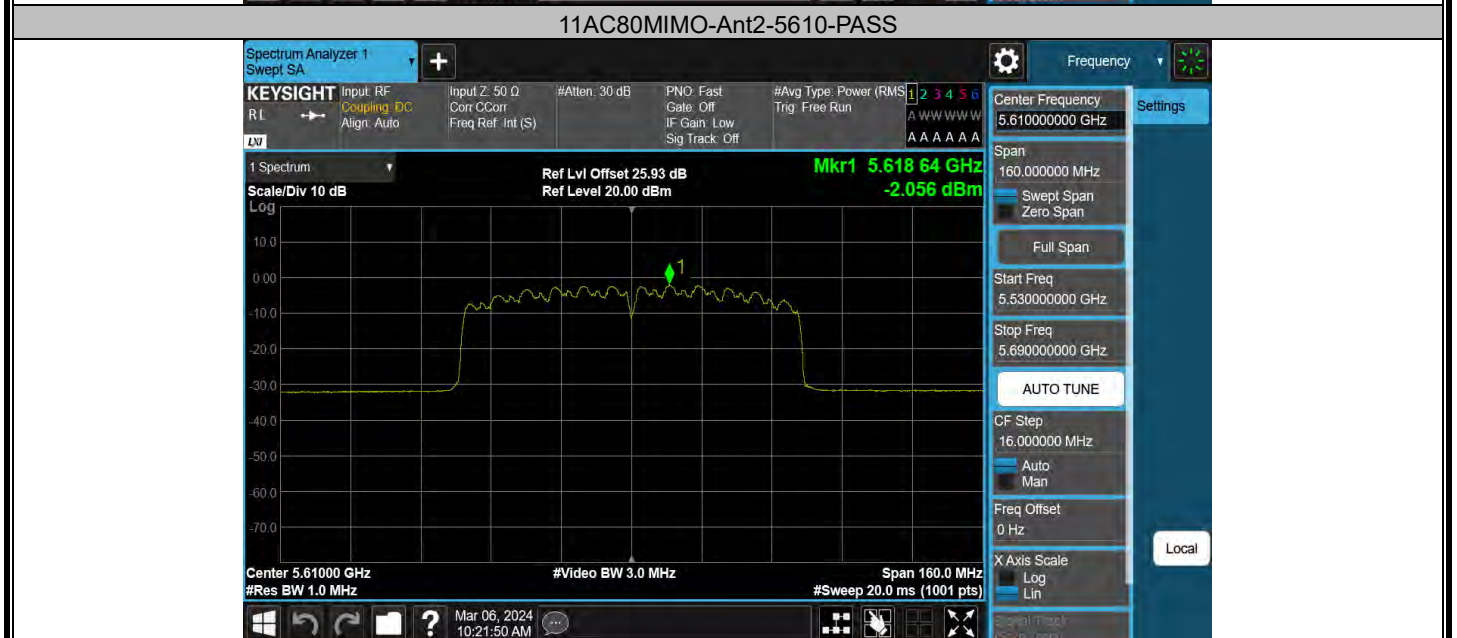 11AC80MIMO-Ant2-5610-PASS
Spectrum Analyzer 1
Swept SA
Frequency
KEYSIGHT
RL
LXI
Input: RF
Coupling: DC
Align: Auto
Input Z: 50 Ω
Corr CCorr
Freq Ref: Int (S)
#Atten: 30 dB
PNO: Fast
Gate: Off
IF Gain: Low
Sig Track: Off
#Avg Type: Power (RMS
Trig: Free Run
1 2 3 4 5 6
A W W W W W
A A A A A A
Center Frequency
5.610000000 GHz
Settings
1 Spectrum
Scale/Div 10 dB
Log
Ref Lvl Offset 25.93 dB
Ref Level 20.00 dBm
Mkr1 5.618 64 GHz
-2.056 dBm
Span
160.000000 MHz
Swept Span
Zero Span
Full Span
Start Freq
5.530000000 GHz
Stop Freq
5.690000000 GHz
AUTO TUNE
CF Step
16.000000 MHz
Auto
Man
Freq Offset
0 Hz
X Axis Scale
Log
Lin
Local
10.0
0.00
-10.0
-20.0
-30.0
-40.0
-50.0
-60.0
-70.0
1
Center 5.61000 GHz
#Res BW 1.0 MHz
#Video BW 3.0 MHz
Span 160.0 MHz
#Sweep 20.0 ms (1001 pts)
?
Mar 06, 2024
10:21:50 AM
Signal Track